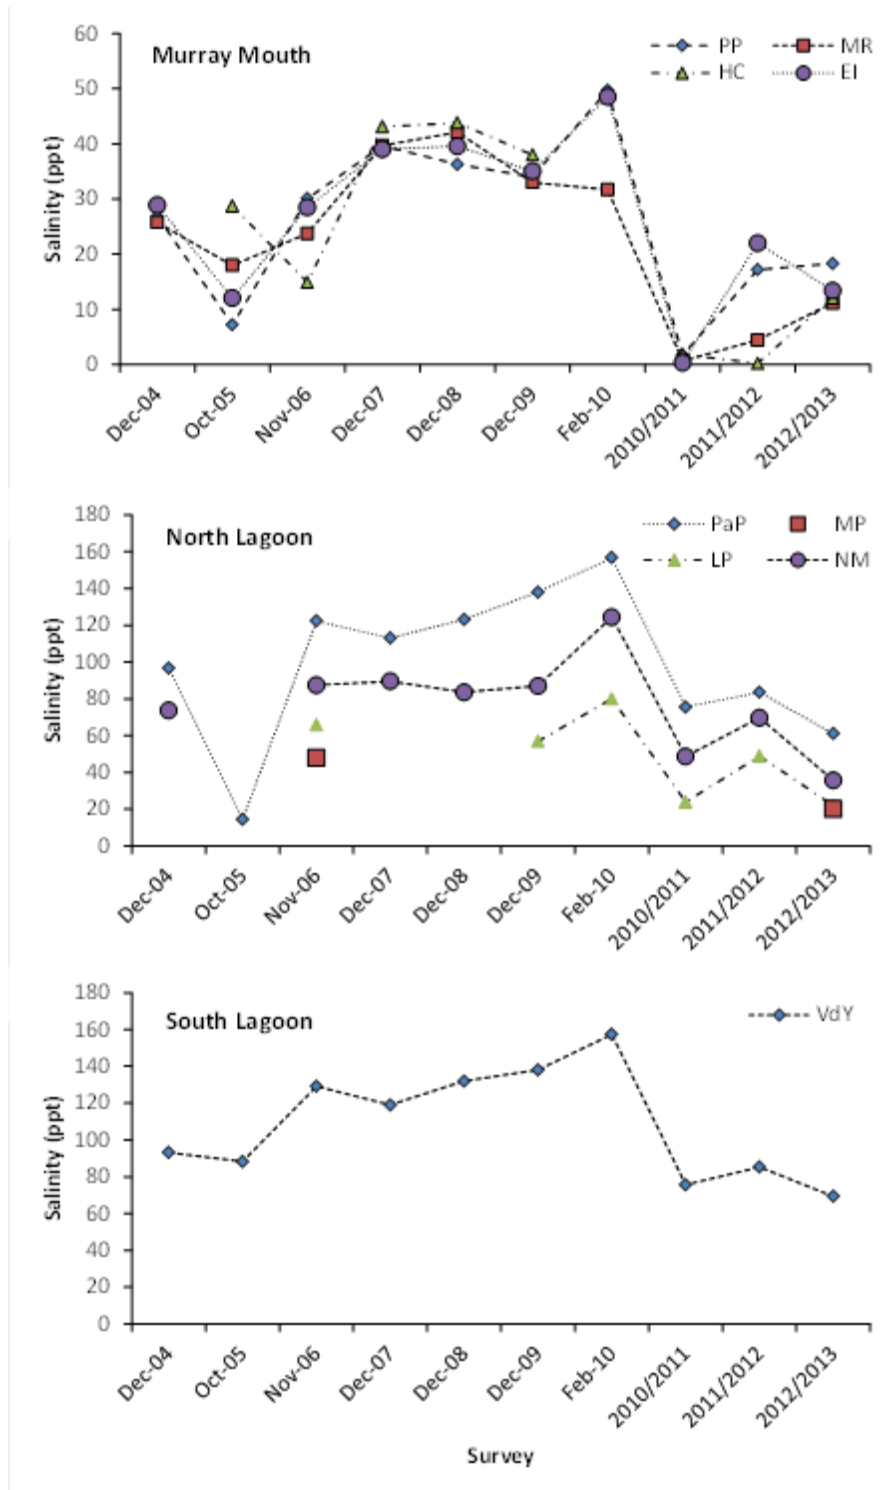 Murray Mouth
PP MR
HC EI
Salinity (ppt)
60
50
40
30
20
10
0
Dec-04 Oct-05 Nov-06 Dec-07 Dec-08 Dec-09 Feb-10 2010/2011 2011/2012 2012/2013
North Lagoon
PaP MP
LP NM
Salinity (ppt)
180
160
140
120
100
80
60
40
20
0
Dec-04 Oct-05 Nov-06 Dec-07 Dec-08 Dec-09 Feb-10 2010/2011 2011/2012 2012/2013
South Lagoon
VdY
Salinity (ppt)
180
160
140
120
100
80
60
40
20
0
Dec-04 Oct-05 Nov-06 Dec-07 Dec-08 Dec-09 Feb-10 2010/2011 2011/2012 2012/2013
Survey